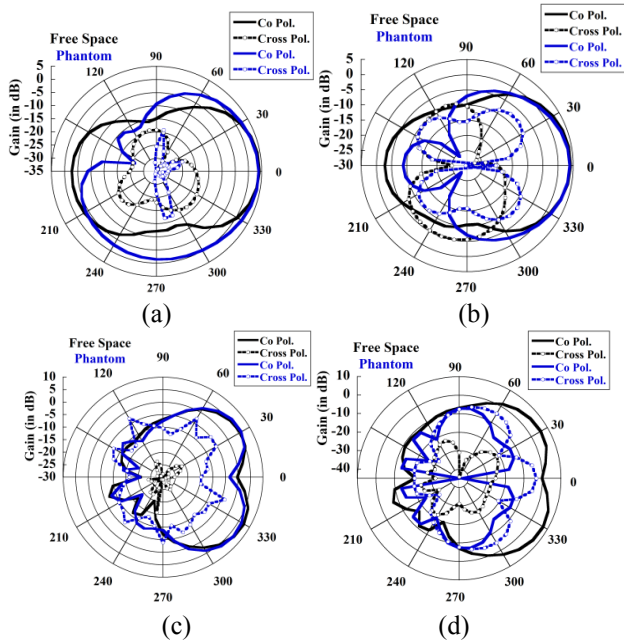 Free Space
Phantom
Co Pol.
Cross Pol.
Co Pol.
Cross Pol.
Gain (in dB)
5
0
-5
-10
-15
-20
-25
-30
-35
90
120
60
30
0
330
300
270
240
210
(a)
Free Space
Phantom
Co Pol.
Cross Pol.
Co Pol.
Cross Pol.
Gain (in dB)
5
0
-5
-10
-15
-20
-25
-30
90
120
60
30
0
330
300
270
240
210
(b)
Free Space
Phantom
Co Pol.
Cross Pol.
Co Pol.
Cross Pol.
Gain (in dB)
10
5
0
-5
-10
-15
-20
-25
-30
90
120
60
30
0
330
300
270
240
210
(c)
Free Space
Phantom
Co Pol.
Cross Pol.
Co Pol.
Cross Pol.
Gain (in dB)
10
0
-10
-20
-30
-40
90
120
60
30
0
330
300
270
240
210
(d)